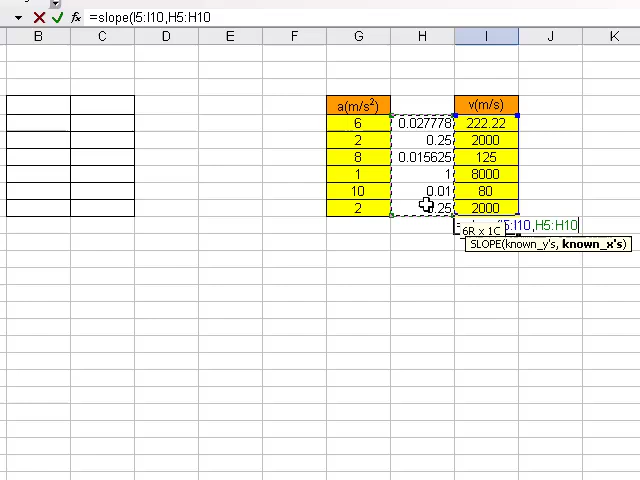 =slope(I5:I10,H5:H10
B C D E F G H I J K
a(m/s²) v(m/s)
6 0.027778 222.22
2 0.25 2000
8 0.015625 125
1 1 8000
10 0.01 80
2 0.25 2000
5:I10,H5:H10
6R x 1C
SLOPE(known_y's, known_x's)